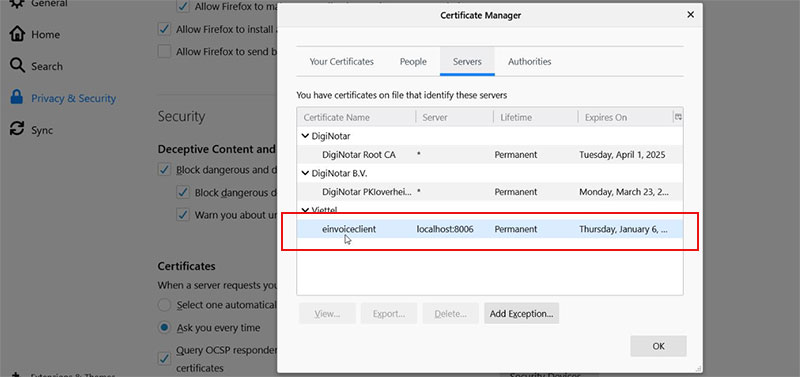 General
Home
Search
Privacy & Security
Sync
Extensions & Themes
Allow Firefox to
Allow Firefox to install a
Allow Firefox to send b
Security
Deceptive Content and
Block dangerous and d
Block dangerous d
Warn you about un
Certificates
When a server requests you
Select one automatical
Ask you every time
Query OCSP responder
certificates
Certificate Manager
Your Certificates People Servers Authorities
You have certificates on file that identify these servers
Certificate Name Server Lifetime Expires On
DigiNotar
DigiNotar Root CA * Permanent Tuesday, April 1, 2025
DigiNotar B.V.
DigiNotar PKIoverhei... * Permanent Monday, March 23, 2...
Viettel
einvoiceclient localhost:8006 Permanent Thursday, January 6, ...
View... Export... Delete... Add Exception...
OK
Security Devices